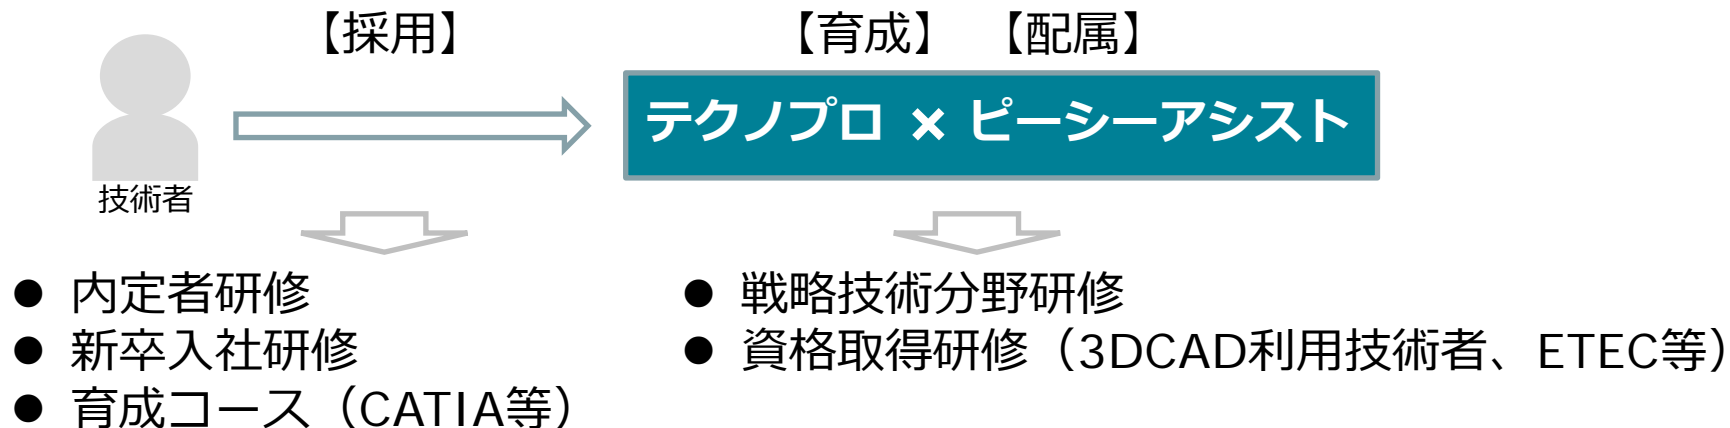 【採用】
【育成】 【配属】
テクノプロ × ピーシーアシスト
技術者
● 内定者研修
● 新卒入社研修
● 育成コース（CATIA等）
● 戦略技術分野研修
● 資格取得研修（3DCAD利用技術者、ETEC等）